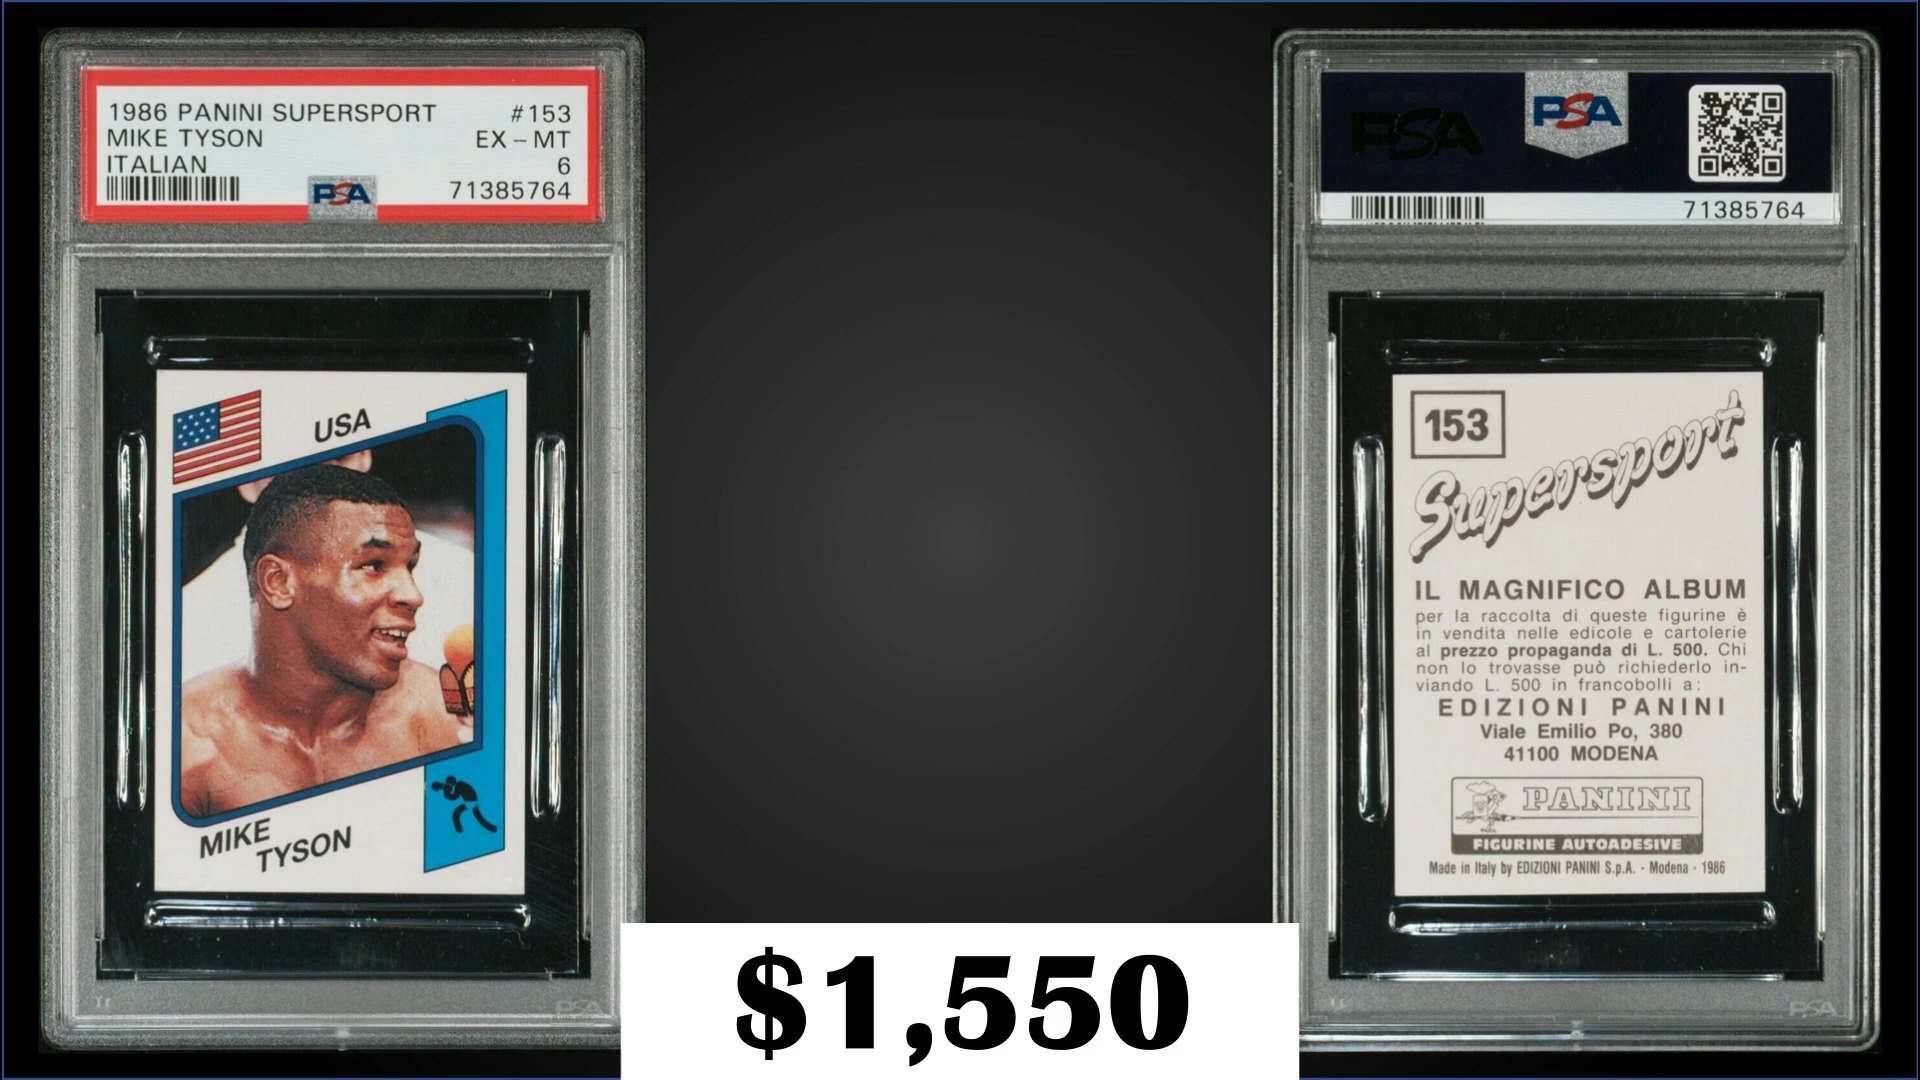 1986 PANINI SUPERSPORT #153
MIKE TYSON EX-MT
ITALIAN 6
PSA 71385764
USA
MIKE
TYSON
PSA
PSA
PSA
71385764
153
Supersport
IL MAGNIFICO ALBUM
per la raccolta di queste figurine è
in vendita nelle edicole e cartolerie
al prezzo propaganda di L. 500. Chi
non lo trovasse può richiederlo in-
viando L. 500 in francobolli a:
EDIZIONI PANINI
Viale Emilio Po, 380
41100 MODENA
PANINI
FIGURINE AUTOADESIVE
Made in Italy by EDIZIONI PANINI S.p.A. - Modena - 1986
PSA
$1,550